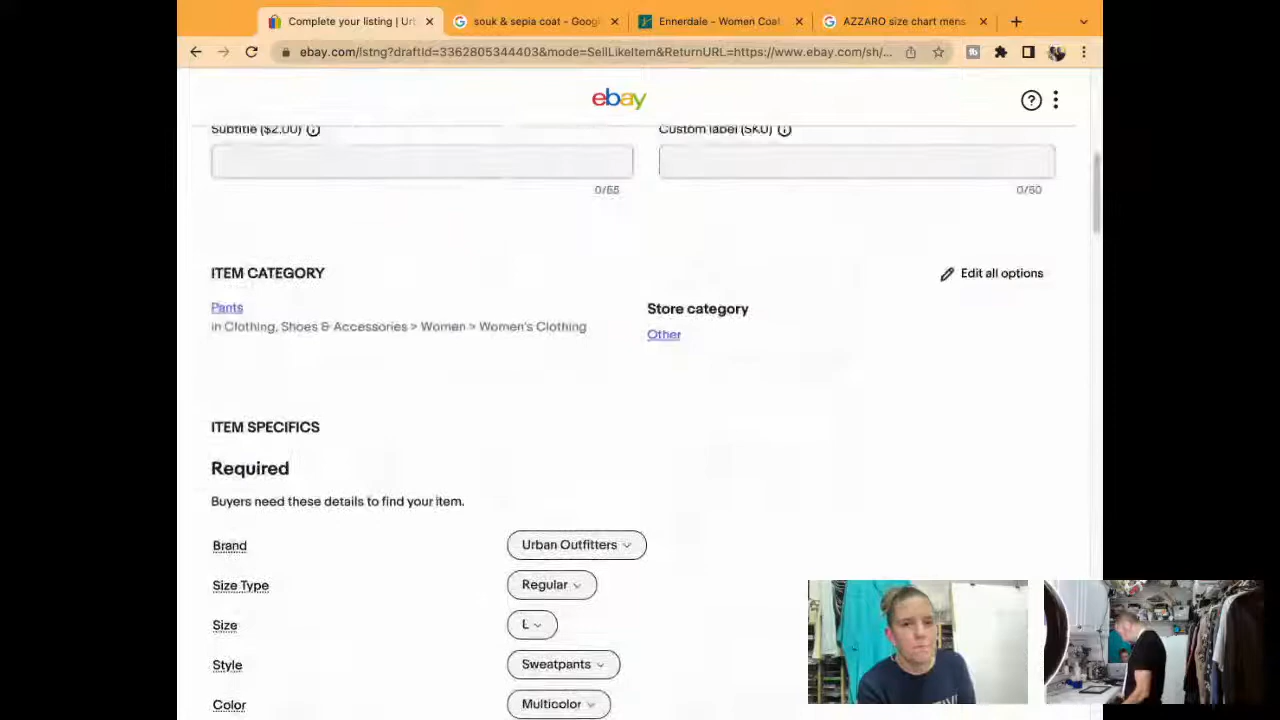 Complete your listing | Urt
souk & sepia coat - Googl
Ennerdale – Women Coat
AZZARO size chart mens
ebay.com/lstng?draftId=3362805344403&mode=SellLikeItem&ReturnURL=https://www.ebay.com/sh/...
ebay
Subtitle ($2.00)
Custom label (SKU)
0/55
0/50
ITEM CATEGORY
Edit all options
Pants
in Clothing, Shoes & Accessories > Women > Women's Clothing
Store category
Other
ITEM SPECIFICS
Required
Buyers need these details to find your item.
Brand
Urban Outfitters
Size Type
Regular
Size
L
Style
Sweatpants
Color
Multicolor